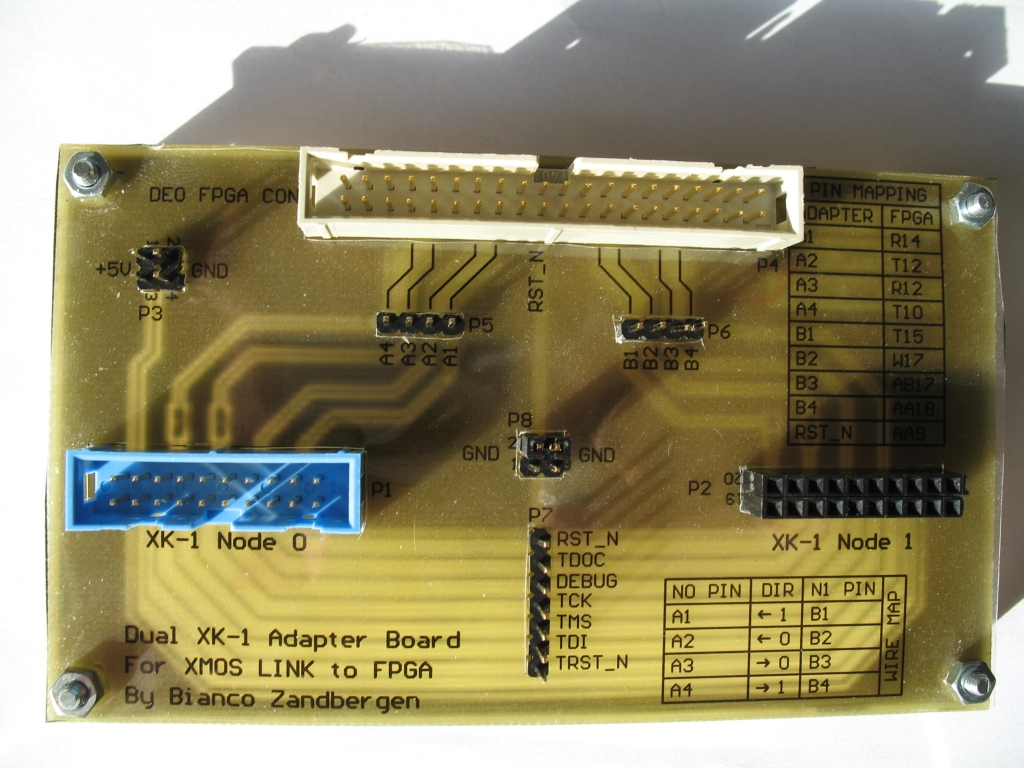 DEO FPGA CON
PIN MAPPING
ADAPTER FPGA
A1 R14
A2 T12
A3 R12
A4 T10
B1 T15
B2 W17
B3 AB17
B4 AA18
RST_N AA9
P4
1 2
+5V GND
3 4
P3
RST_N
P5
A4 A3 A2 A1
P6
B1 B2 B3 B4
P8
2
GND GND
P1
XK-1 Node 0
P2
20
19
XK-1 Node 1
P7
RST_N
TDOC
DEBUG
TCK
TMS
TDI
TRST_N
N0 PIN DIR N1 PIN
A1 ← 1 B1
A2 ← 0 B2
A3 → 0 B3
A4 → 1 B4
WIRE MAP
Dual XK-1 Adapter Board
For XMOS LINK to FPGA
By Bianco Zandbergen